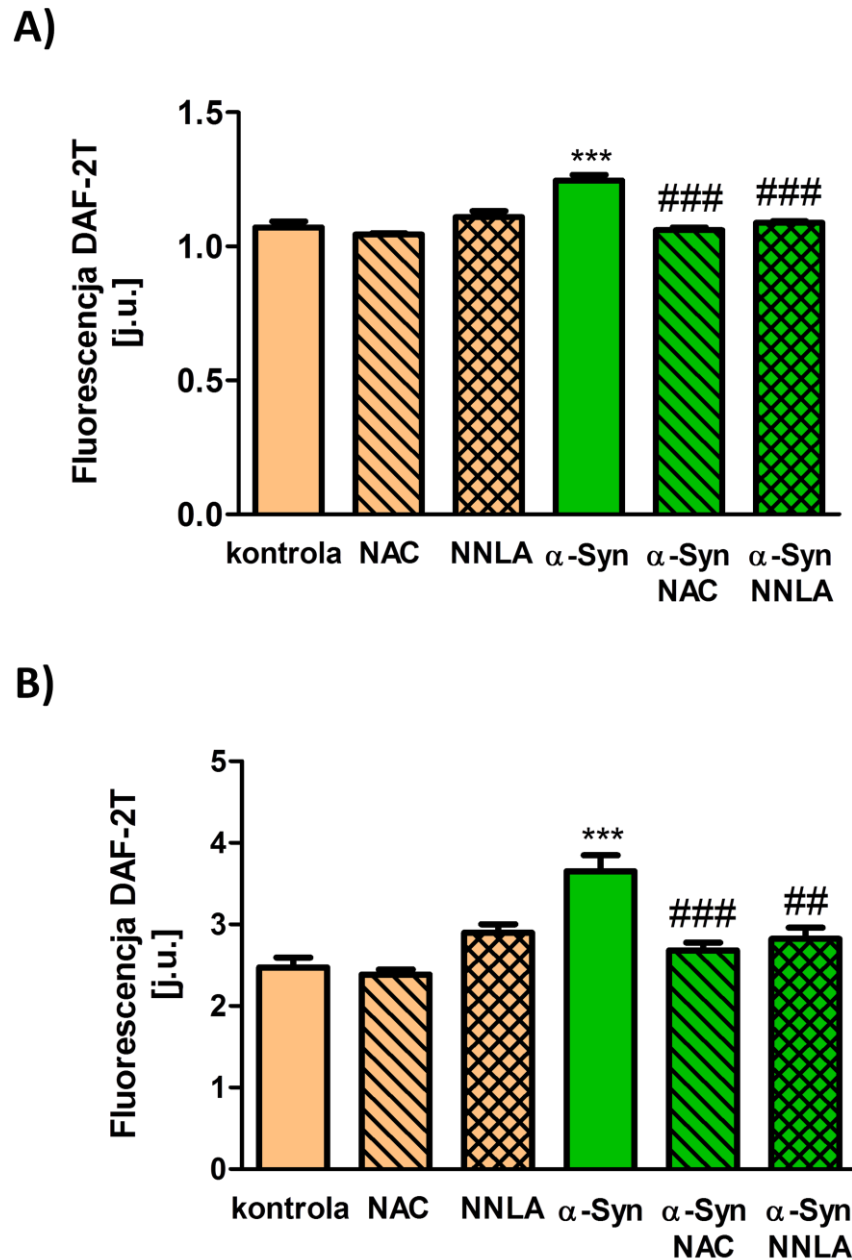 A)
Fluorescencja DAF-2T
[j.u.]
1.5
1.0
0.5
0.0
***
###
###
kontrola NAC NNLA α-Syn α-Syn α-Syn
NAC NNLA
B)
Fluorescencja DAF-2T
[j.u.]
5
4
3
2
1
0
***
###
##
kontrola NAC NNLA α-Syn α-Syn α-Syn
NAC NNLA